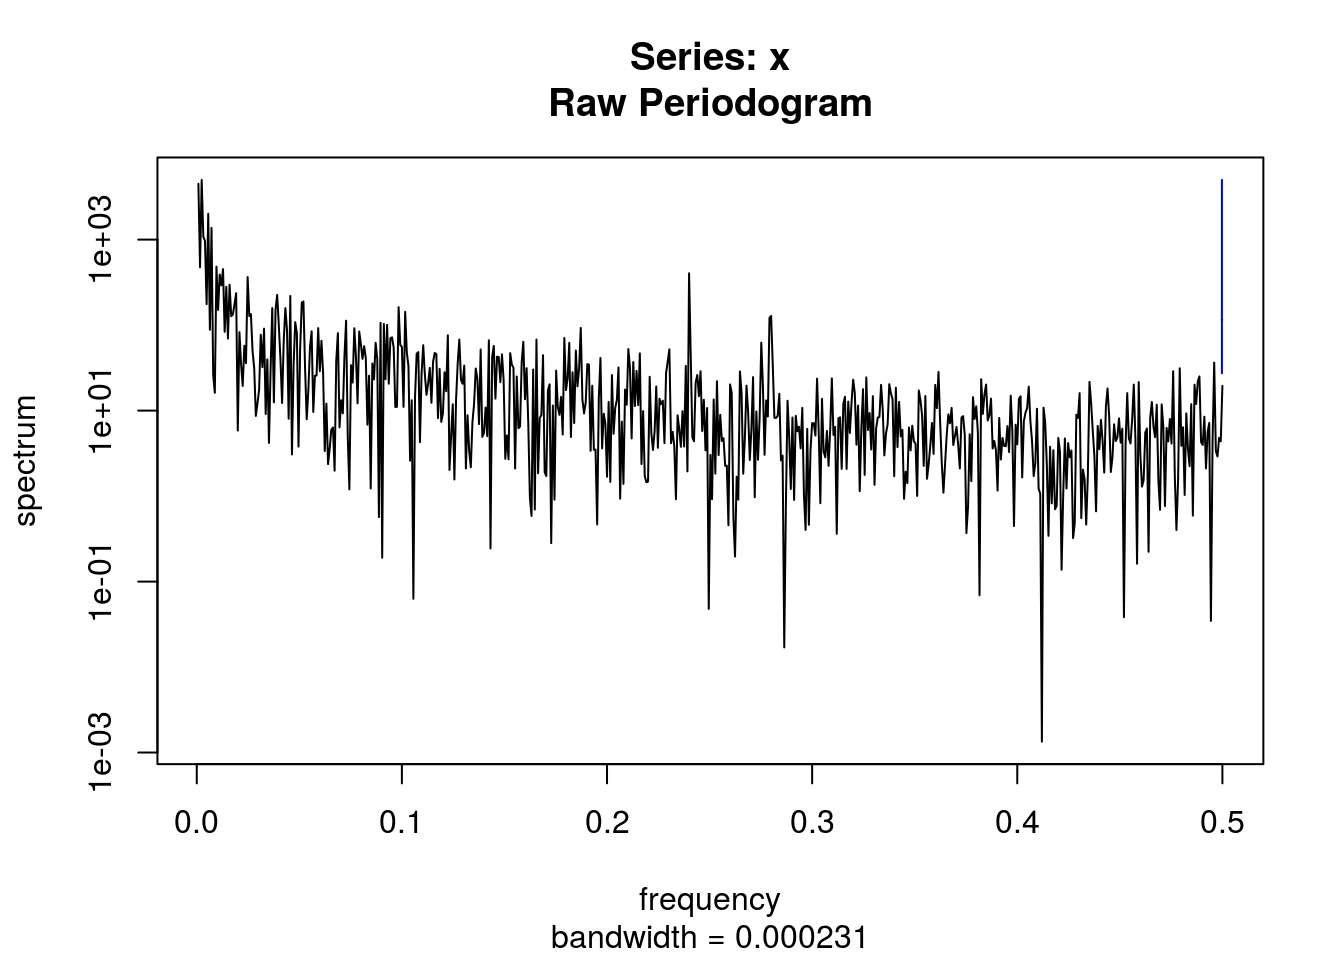 Series: x
Raw Periodogram
spectrum
1e+03
1e+01
1e-01
1e-03
0.0 0.1 0.2 0.3 0.4 0.5
frequency
bandwidth = 0.000231